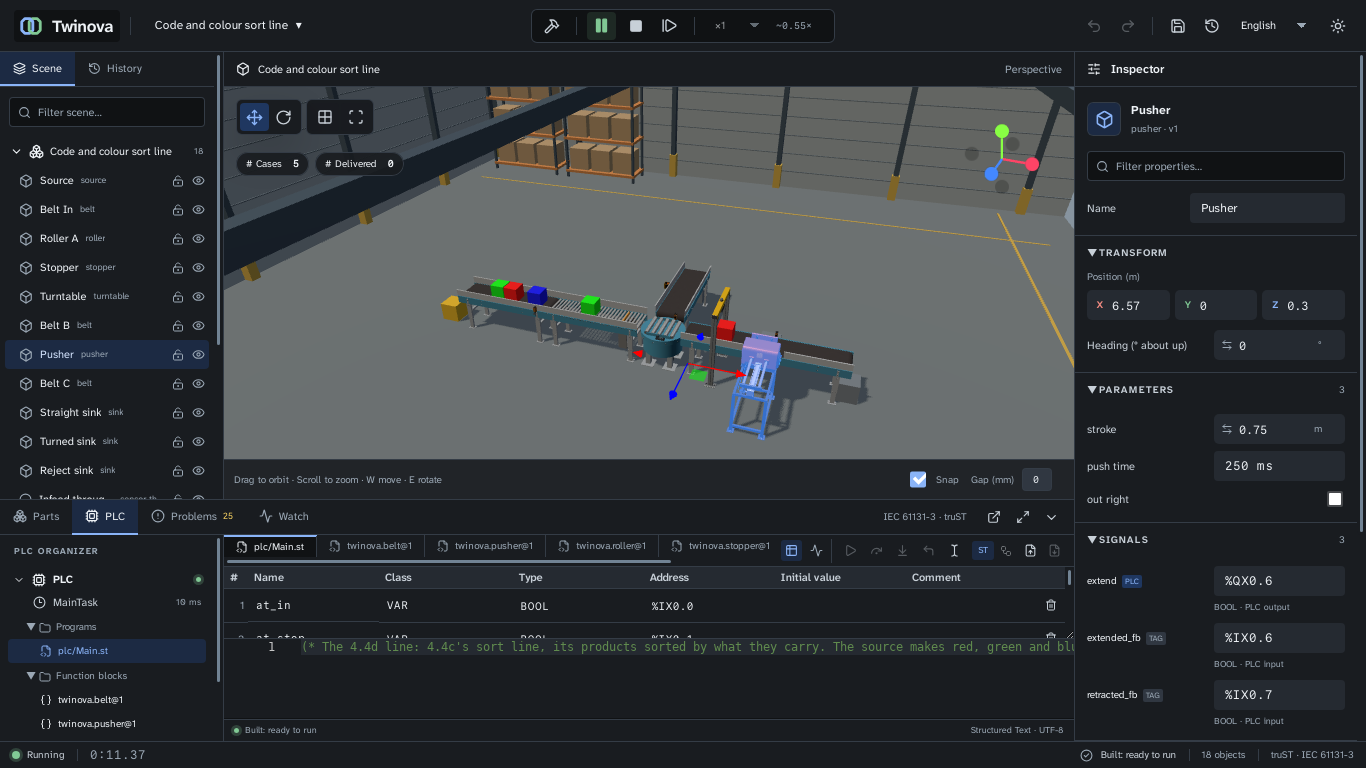 Twinova
Code and colour sort line ▾
×1
~0.55×
English
Scene
History
Filter scene...
Code and colour sort line 18
Source source
Belt In belt
Roller A roller
Stopper stopper
Turntable turntable
Belt B belt
Pusher pusher
Belt C belt
Straight sink sink
Turned sink sink
Reject sink sink
Code and colour sort line
Perspective
# Cases 5
# Delivered 0
Drag to orbit · Scroll to zoom · W move · E rotate
Snap
Gap (mm) 0
Inspector
Pusher
pusher · v1
Filter properties...
Name Pusher
▼TRANSFORM
Position (m)
X 6.57 Y 0 Z 0.3
Heading (° about up) 0 °
▼PARAMETERS 3
stroke 0.75 m
push time 250 ms
out right
▼SIGNALS 3
extend PLC %QX0.6
BOOL · PLC output
extended_fb TAG %IX0.6
BOOL · PLC input
retracted_fb TAG %IX0.7
BOOL · PLC input
Parts
PLC
Problems 25
Watch
IEC 61131-3 · truST
PLC ORGANIZER
PLC
MainTask 10 ms
Programs
plc/Main.st
Function blocks
twinova.belt@1
twinova.pusher@1
plc/Main.st
twinova.belt@1
twinova.pusher@1
twinova.roller@1
twinova.stopper@1
ST
# Name Class Type Address Initial value Comment
1 at_in VAR BOOL %IX0.0
1 (* The 4.4d line: 4.4c's sort line, its products sorted by what they carry. The source makes red, green and blu
Built: ready to run
Structured Text · UTF-8
Running 0:11.37
Built: ready to run
18 objects
truST · IEC 61131-3